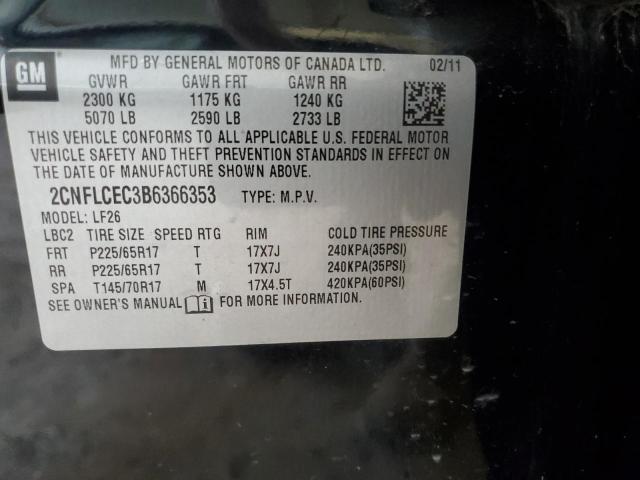 GM
MFD BY GENERAL MOTORS OF CANADA LTD. 02/11
GVWR GAWR FRT GAWR RR
2300 KG 1175 KG 1240 KG
5070 LB 2590 LB 2733 LB
THIS VEHICLE CONFORMS TO ALL APPLICABLE U.S. FEDERAL MOTOR
VEHICLE SAFETY AND THEFT PREVENTION STANDARDS IN EFFECT ON
THE DATE OF MANUFACTURE SHOWN ABOVE.
2CNFLCEC3B6366353 TYPE: M.P.V.
MODEL: LF26
LBC2 TIRE SIZE SPEED RTG RIM COLD TIRE PRESSURE
FRT P225/65R17 T 17X7J 240KPA(35PSI)
RR P225/65R17 T 17X7J 240KPA(35PSI)
SPA T145/70R17 M 17X4.5T 420KPA(60PSI)
SEE OWNER'S MANUAL FOR MORE INFORMATION.